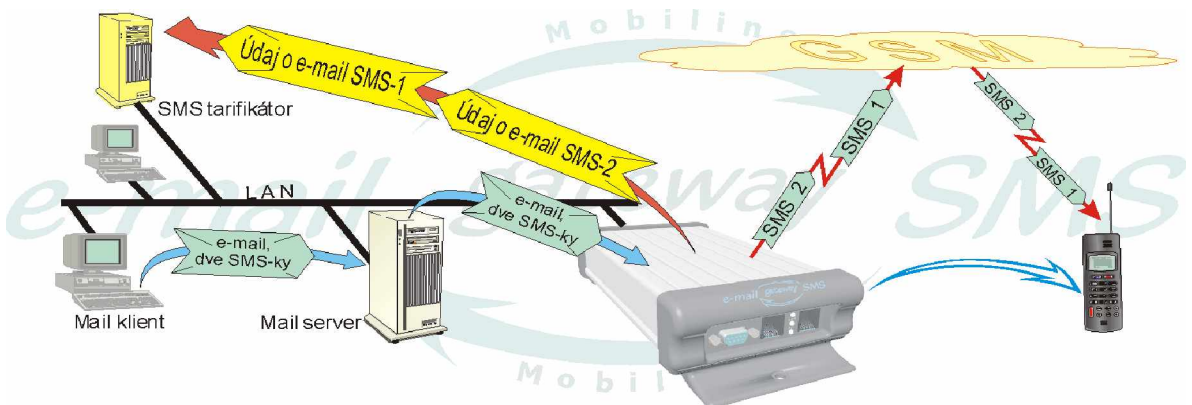 Mobiline
GSM
Údaj o e-mail SMS-1
SMS tarifikátor
Údaj o e-mail SMS-2
SMS 1
SMS 2
SMS 2
SMS 1
e-mail
gateway
SMS
LAN
e-mail,
dve SMS-ky
e-mail,
dve SMS-ky
Mail klient
Mail server
e-mail gateway SMS
Mobiline